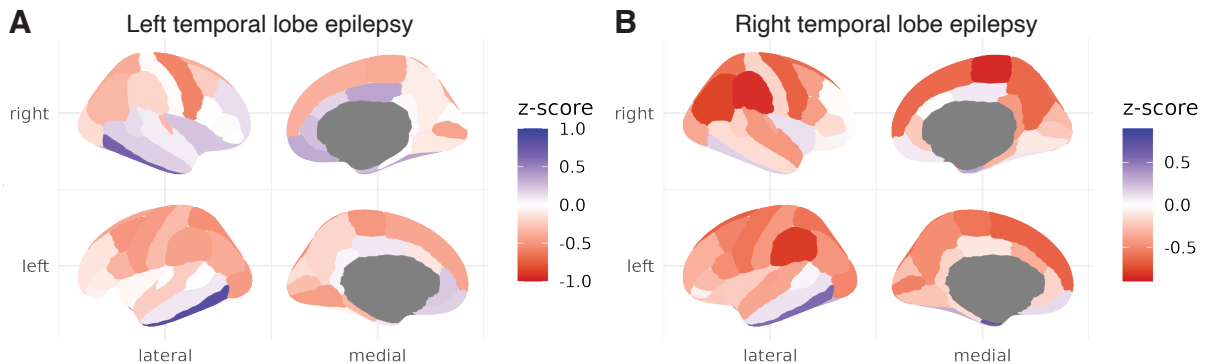 A
Left temporal lobe epilepsy
right
left
lateral
medial
z-score
1.0
0.5
0.0
-0.5
-1.0
B
Right temporal lobe epilepsy
right
left
lateral
medial
z-score
0.5
0.0
-0.5